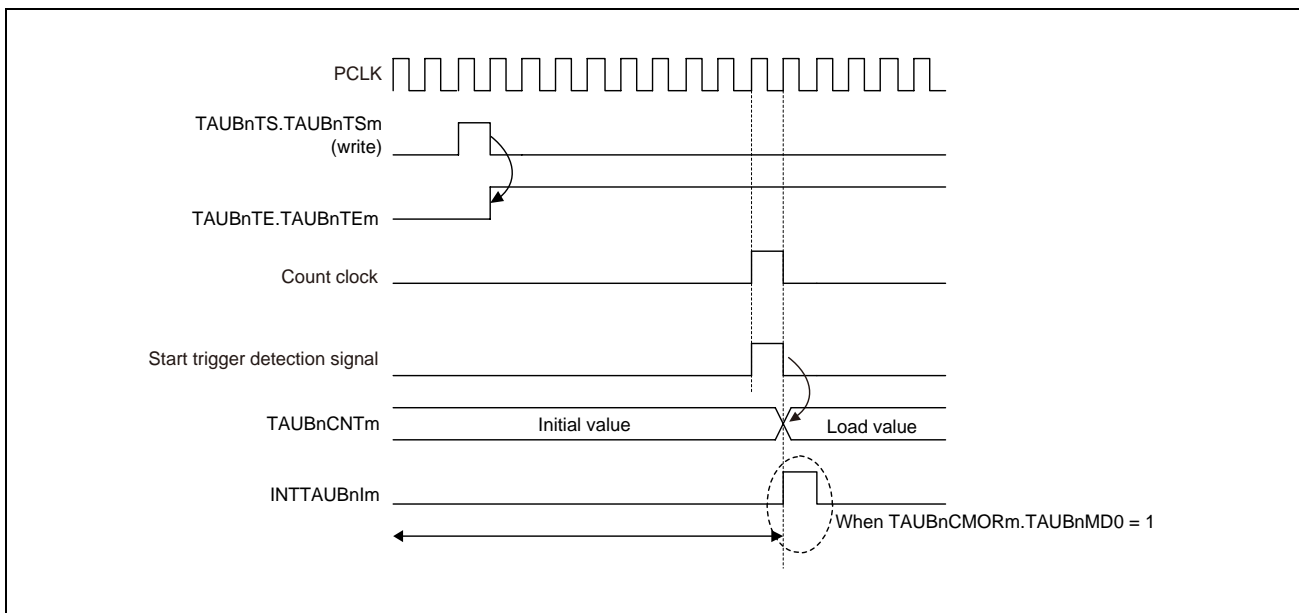 PCLK
TAUBnTS.TAUBnTSm
(write)
TAUBnTE.TAUBnTEm
Count clock
Start trigger detection signal
TAUBnCNTm
Initial value
Load value
INTTAUBnIm
When TAUBnCMORm.TAUBnMD0 = 1